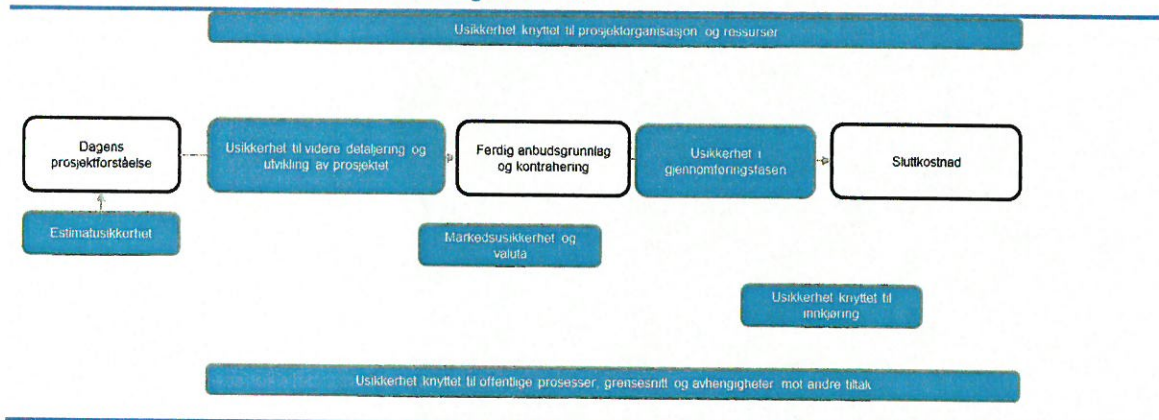 Usikkerhet knyttet til prosjektorganisasjon og ressurser
Dagens
prosjektforståelse
Usikkerhet til videre detaljering og
utvikling av prosjektet
Ferdig anbudsgrunnlag
og kontrahering
Usikkerhet i
gjennomføringsfasen
Sluttkostnad
Estimatusikkerhet
Markedsusikkerhet og
valuta
Usikkerhet knyttet til
innkjøring
Usikkerhet knyttet til offentlige prosesser, grensesnitt og avhengigheter mot andre tiltak